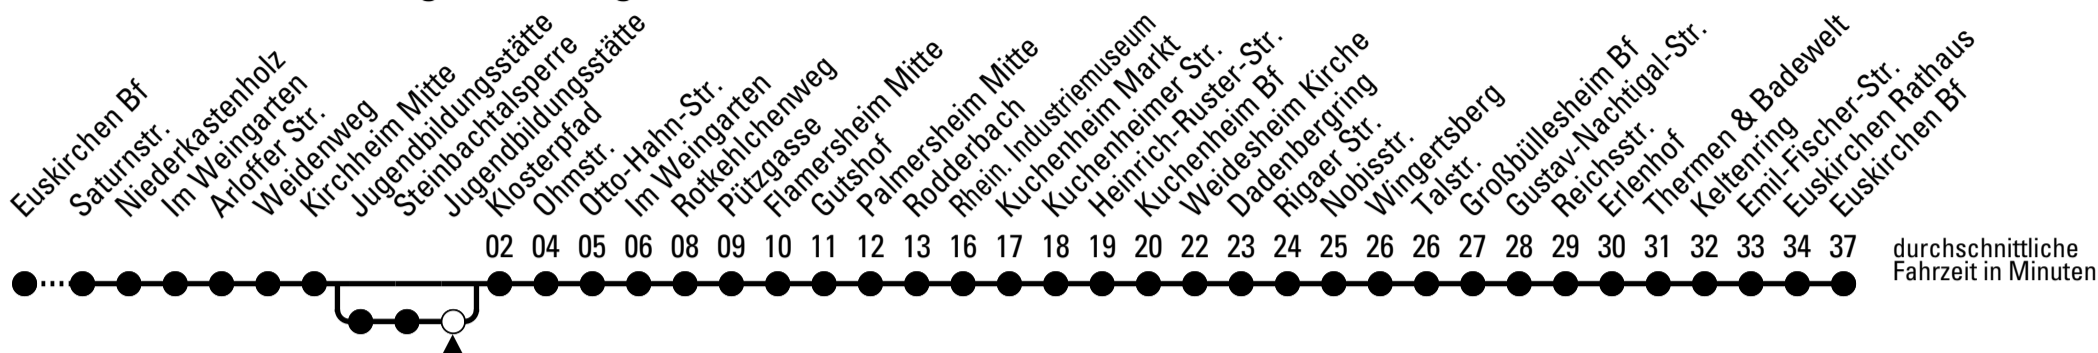 Euskirchen Bf
Saturnstr.
Niederkastenholz
Im Weingarten
Arloffer Str.
Weidenweg
Kirchheim Mitte
Jugendbildungsstätte
Steinbachtalsperre
Jugendbildungsstätte
Klosterpfad
Ohmstr.
Otto-Hahn-Str.
Im Weingarten
Rotkehlchenweg
Pützgasse
Flamersheim Mitte
Gutshof
Palmersheim Mitte
Rodderbach
Rhein. Industriemuseum
Kuchenheim Markt
Kuchenheimer Str.
Heinrich-Ruster-Str.
Kuchenheim Bf
Weidesheim Kirche
Dadenbergring
Rigaer Str.
Nobisstr.
Wingertsberg
Talstr.
Großbüllesheim Bf
Gustav-Nachtigal-Str.
Reichsstr.
Erlenhof
Thermen & Badewelt
Keltenring
Emil-Fischer-Str.
Euskirchen Rathaus
Euskirchen Bf
02 04 05 06 08 09 10 11 12 13 16 17 18 19 20 22 23 24 25 26 26 27 28 29 30 31 32 33 34 37
durchschnittliche
Fahrzeit in Minuten